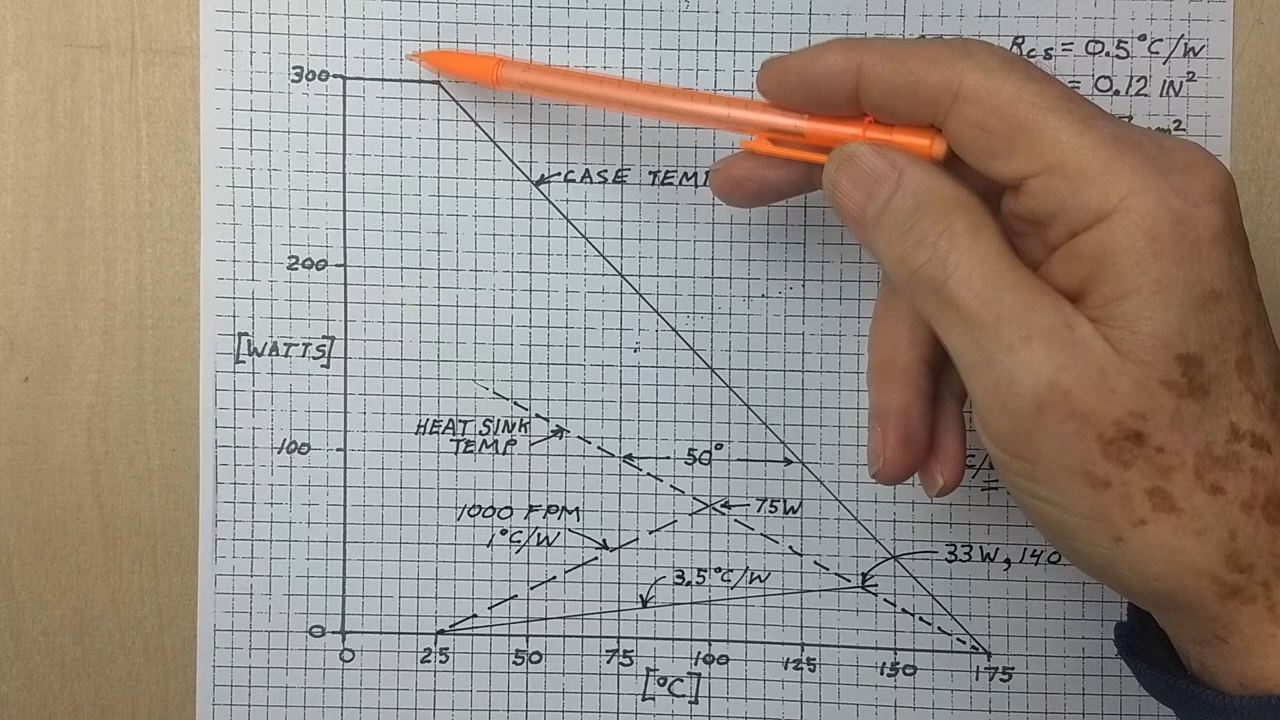 Rcs = 0.5°C/W
= 0.12 IN²
300
CASE
200
[WATTS]
HEAT SINK
TEMP
100
50°
75W
1000 FPM
1°C/W
33W, 140
3.5°C/W
0
0 25 50 75 100 125 150 175
[°C]